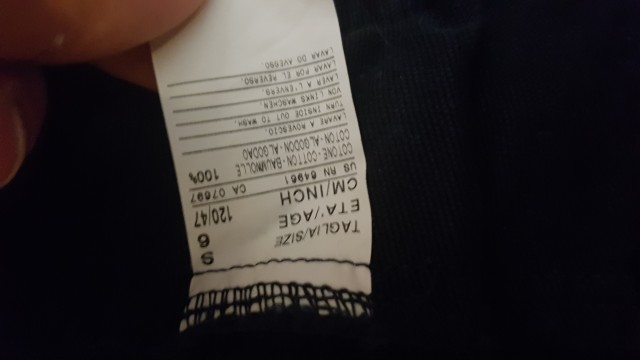 S
TAGLIA/SIZE 6
ETA'/AGE
CM/INCH 120/47
US RN 64961 CA 07697
COTONE-COTTON-BAUMWOLLE 100%
COTON-ALGODON-ALGODAO
LAVARE A ROVESCIO.
TURN INSIDE OUT TO WASH.
VON LINKS WASCHEN
LAVER A L'ENVERS.
LAVAR POR EL REVERSO.
LAVAR DO AVESSO